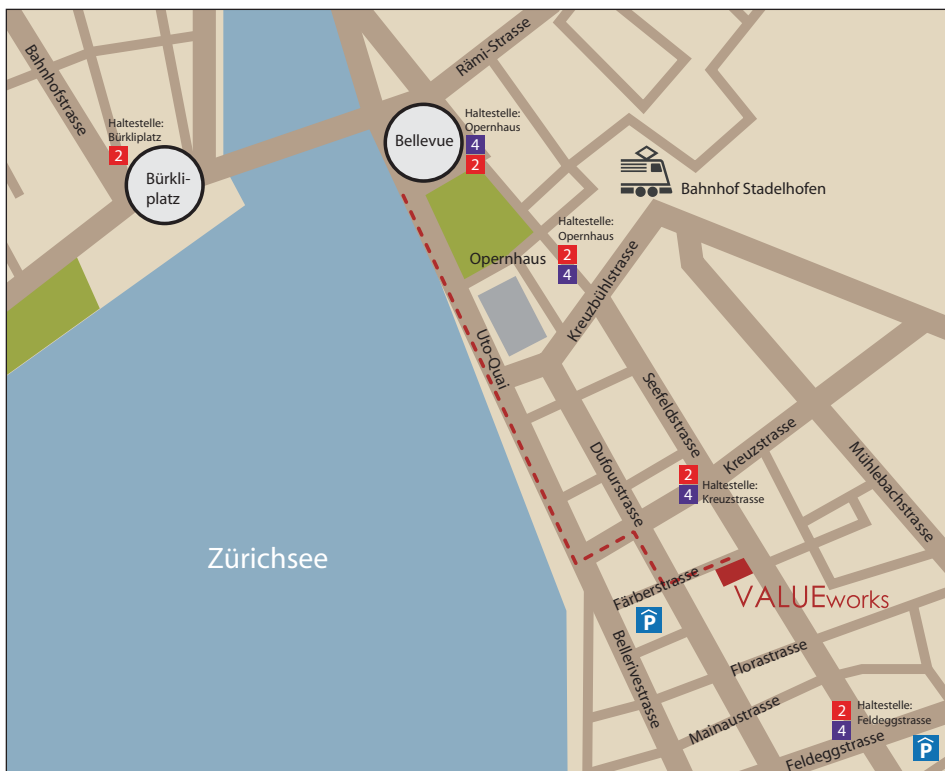 Bahnhofstrasse
Rämi-Strasse
Haltestelle:
Bürkliplatz
2
Bürkli-
platz
Bellevue
Haltestelle:
Opernhaus
4
2
Bahnhof Stadelhofen
Haltestelle:
Opernhaus
2
4
Opernhaus
Kreuzbühlstrasse
Uto-Quai
Seefeldstrasse
Dufourstrasse
Kreuzstrasse
Mühlebachstrasse
2
4
Haltestelle:
Kreuzstrasse
Zürichsee
Färberstrasse
VALUEworks
P
Bellerivestrasse
Florastrasse
Mainaustrasse
2
4
Haltestelle:
Feldeggstrasse
Feldeggstrasse
P